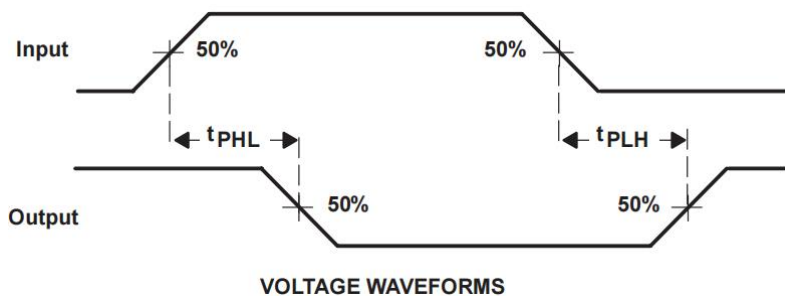 Input
50%
50%
tPHL
tPLH
Output
50%
50%
VOLTAGE WAVEFORMS